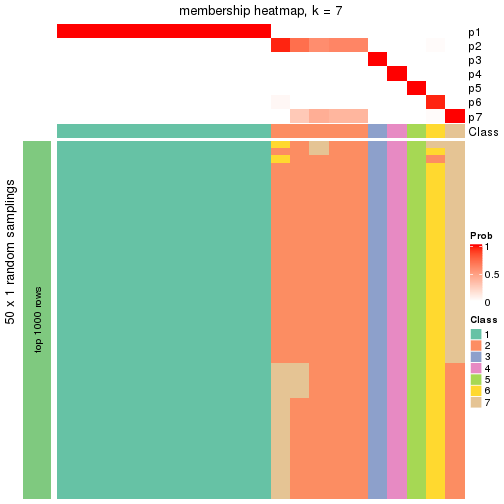 membership heatmap, k = 7
p1
p2
p3
p4
p5
p6
p7
Class
50 x 1 random samplings
top 1000 rows
Prob
1
0.5
0
Class
1
2
3
4
5
6
7